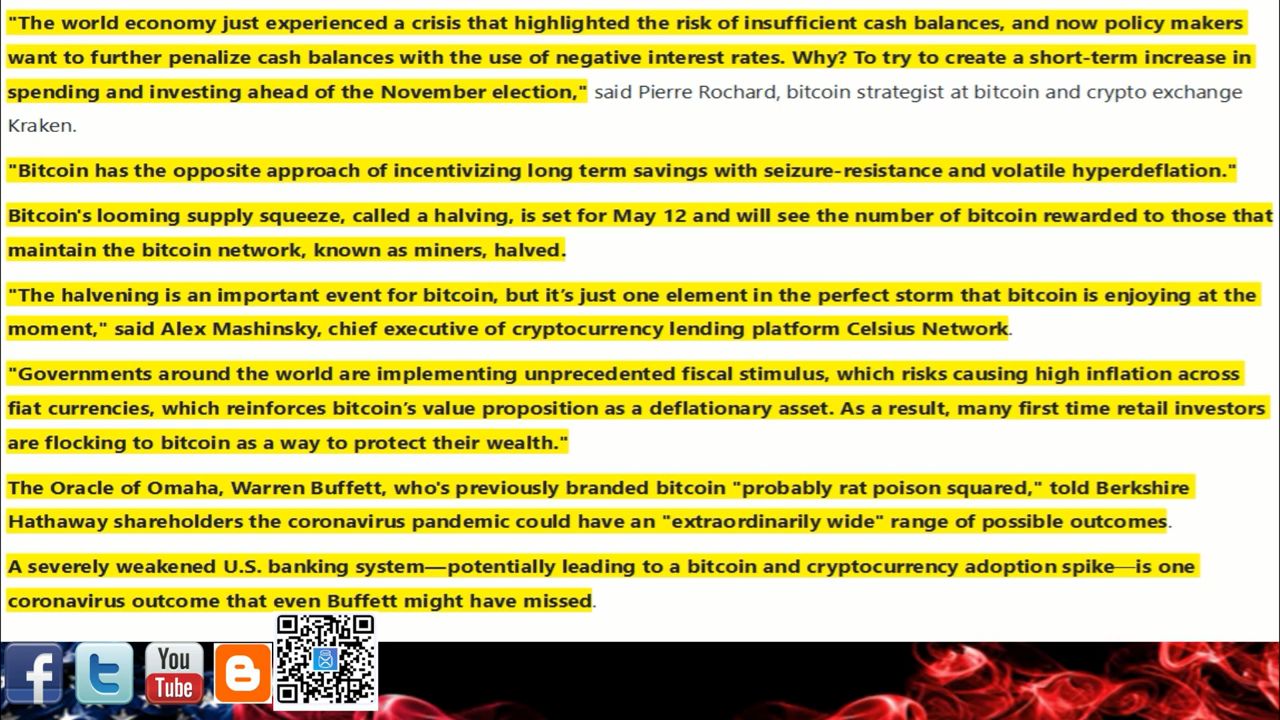 "The world economy just experienced a crisis that highlighted the risk of insufficient cash balances, and now policy makers
want to further penalize cash balances with the use of negative interest rates. Why? To try to create a short-term increase in
spending and investing ahead of the November election," said Pierre Rochard, bitcoin strategist at bitcoin and crypto exchange
Kraken.
"Bitcoin has the opposite approach of incentivizing long term savings with seizure-resistance and volatile hyperdeflation."
Bitcoin's looming supply squeeze, called a halving, is set for May 12 and will see the number of bitcoin rewarded to those that
maintain the bitcoin network, known as miners, halved.
"The halvening is an important event for bitcoin, but it’s just one element in the perfect storm that bitcoin is enjoying at the
moment," said Alex Mashinsky, chief executive of cryptocurrency lending platform Celsius Network.
"Governments around the world are implementing unprecedented fiscal stimulus, which risks causing high inflation across
fiat currencies, which reinforces bitcoin’s value proposition as a deflationary asset. As a result, many first time retail investors
are flocking to bitcoin as a way to protect their wealth."
The Oracle of Omaha, Warren Buffett, who's previously branded bitcoin "probably rat poison squared," told Berkshire
Hathaway shareholders the coronavirus pandemic could have an "extraordinarily wide" range of possible outcomes.
A severely weakened U.S. banking system—potentially leading to a bitcoin and cryptocurrency adoption spike—is one
coronavirus outcome that even Buffett might have missed.
f
t
You
Tube
B